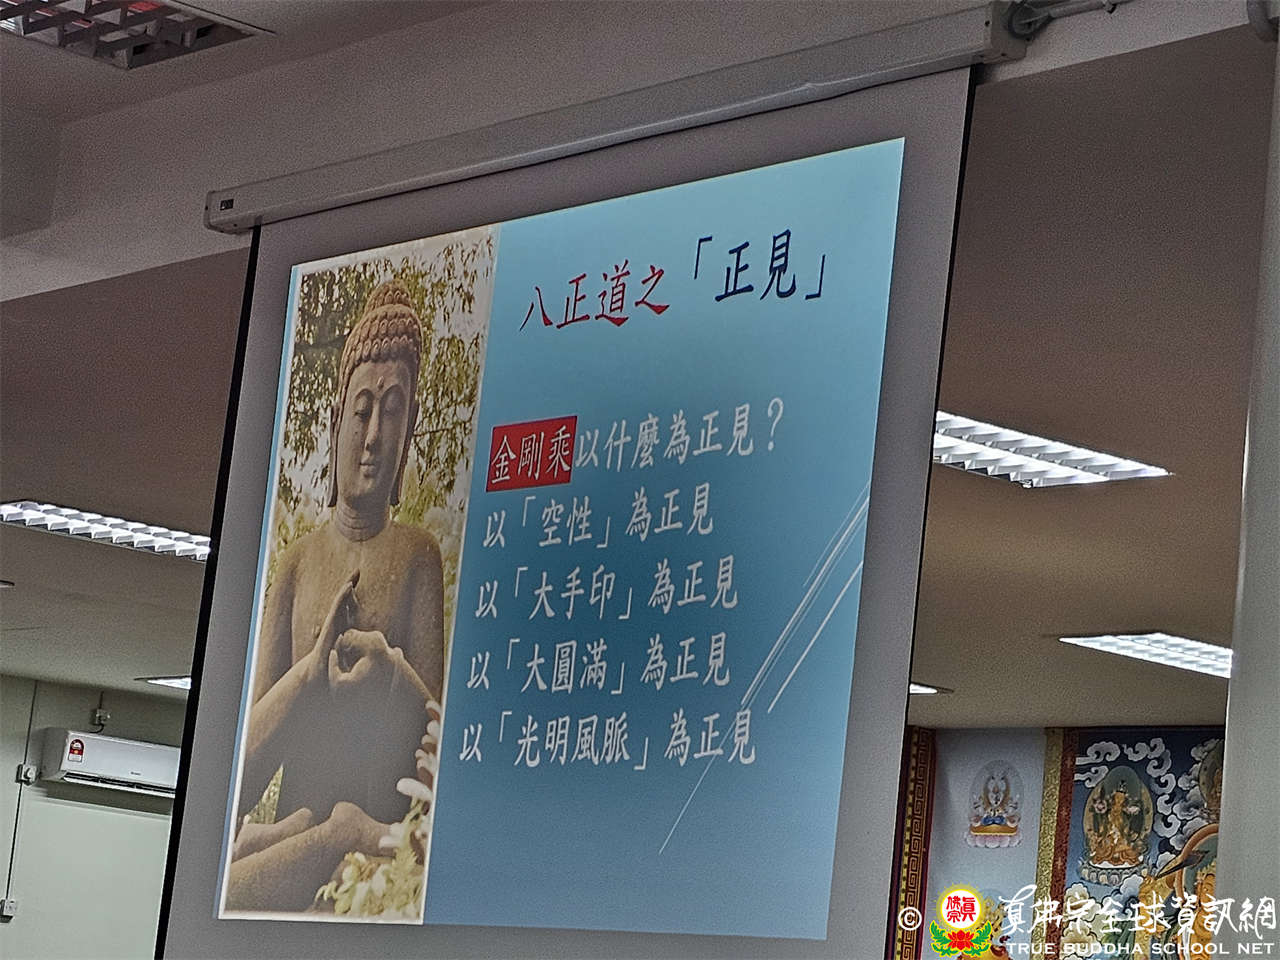 八正道之「正見」
金剛乘以什麼為正見？
以「空性」為正見
以「大手印」為正見
以「大圓滿」為正見
以「光明風脈」為正見
© 真佛宗全球資訊網
TRUE BUDDHA SCHOOL NET